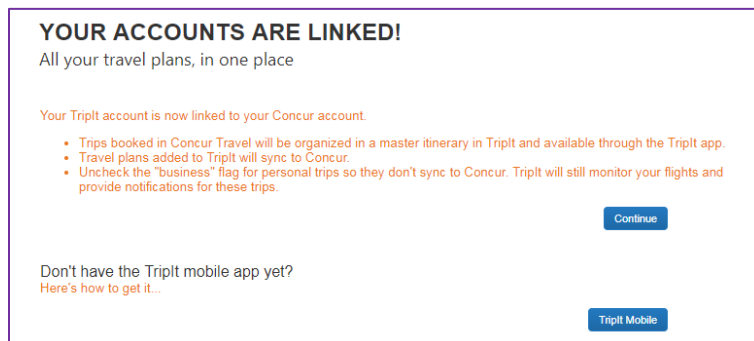 YOUR ACCOUNTS ARE LINKED!
All your travel plans, in one place
Your TripIt account is now linked to your Concur account.
• Trips booked in Concur Travel will be organized in a master itinerary in TripIt and available through the TripIt app.
• Travel plans added to TripIt will sync to Concur.
• Uncheck the "business" flag for personal trips so they don't sync to Concur. TripIt will still monitor your flights and
provide notifications for these trips.
Continue
Don't have the TripIt mobile app yet?
Here's how to get it...
TripIt Mobile